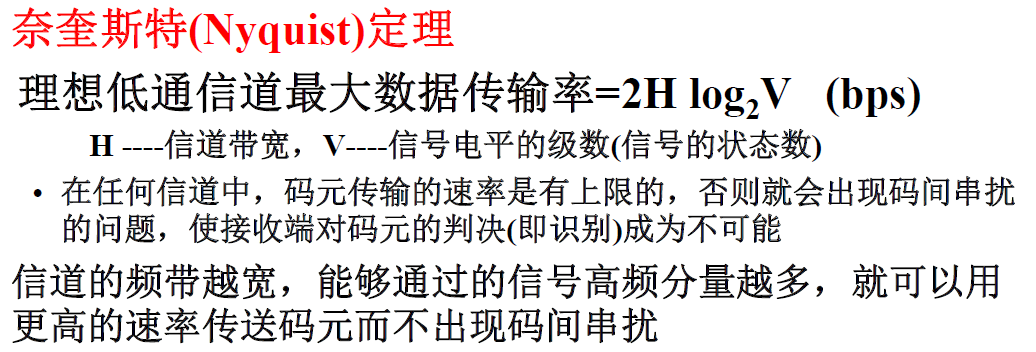 奈奎斯特(Nyquist)定理
理想低通信道最大数据传输率=2H log₂V (bps)
H ----信道带宽，V----信号电平的级数(信号的状态数)
• 在任何信道中，码元传输的速率是有上限的，否则就会出现码间串扰
的问题，使接收端对码元的判决(即识别)成为不可能
信道的频带越宽，能够通过的信号高频分量越多，就可以用
更高的速率传送码元而不出现码间串扰